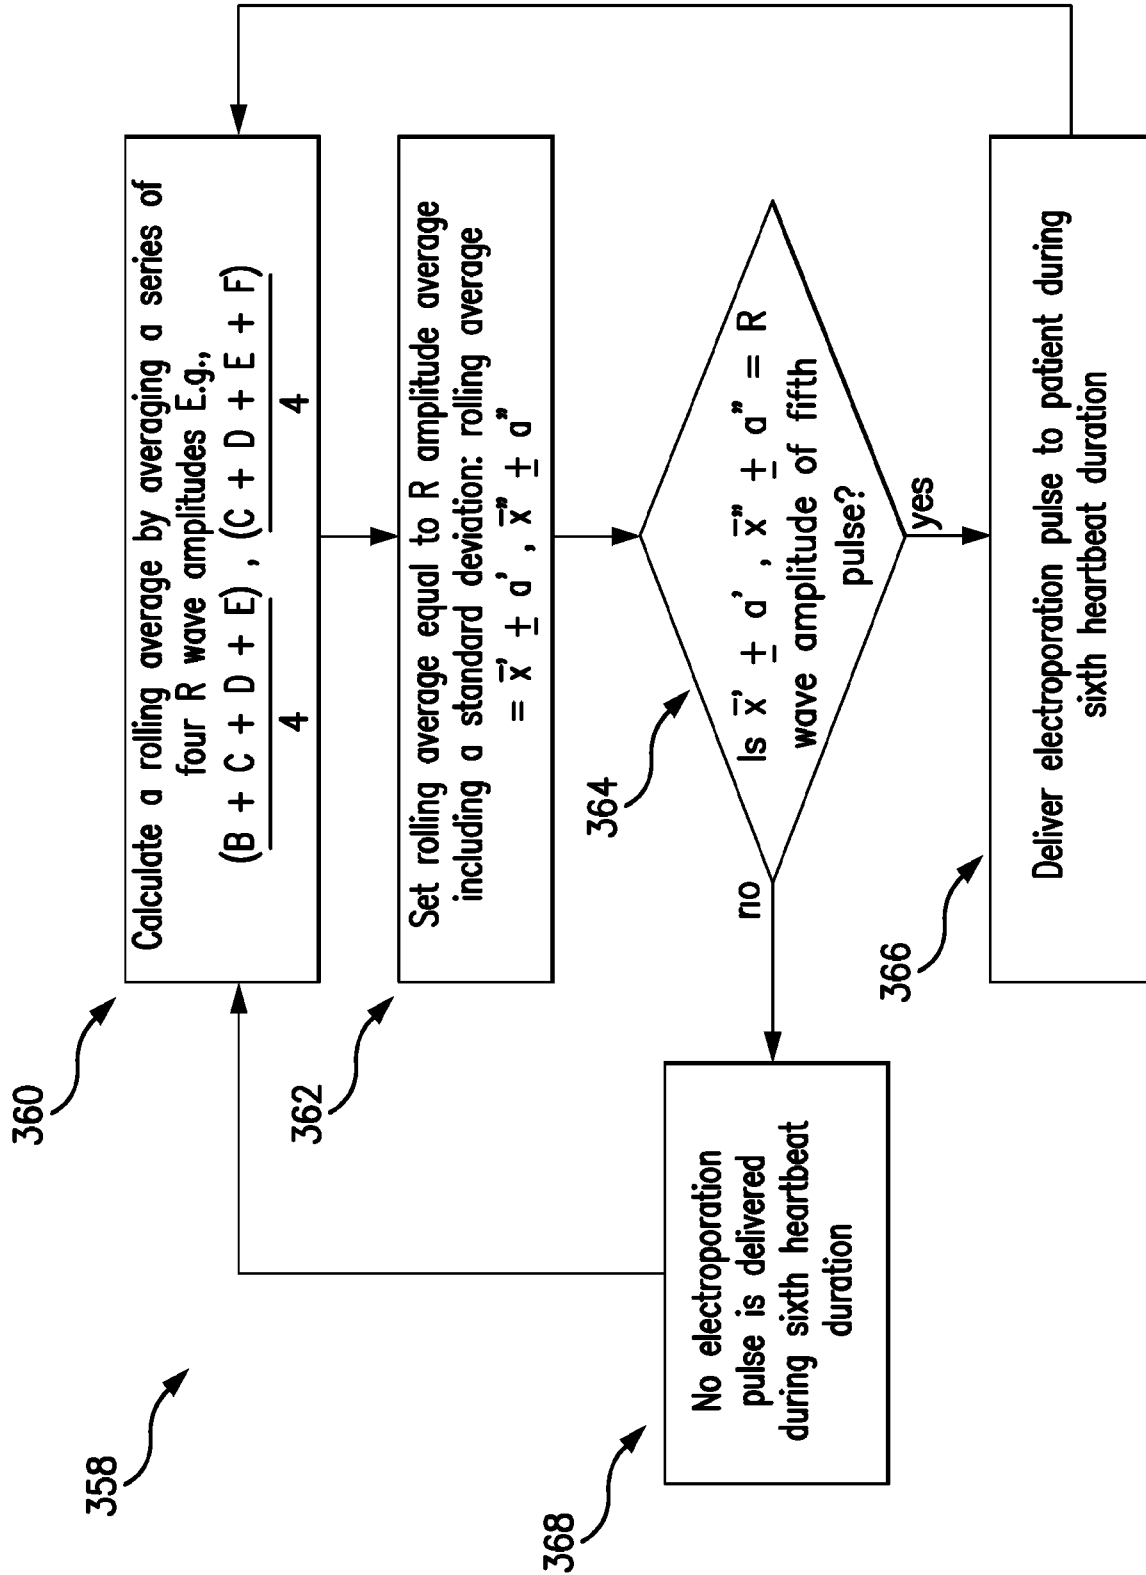 358
360
Calculate a rolling average by averaging a series of
four R wave amplitudes E.g.,
(B + C + D + E) , (C + D + E + F)
4 4
362
Set rolling average equal to R amplitude average
including a standard deviation: rolling average
= x̄' ± a' , x̄" ± a"
364
Is x̄' ± a' , x̄" ± a" = R
wave amplitude of fifth
pulse?
no
yes
368
No electroporation
pulse is delivered
during sixth heartbeat
duration
366
Deliver electroporation pulse to patient during
sixth heartbeat duration